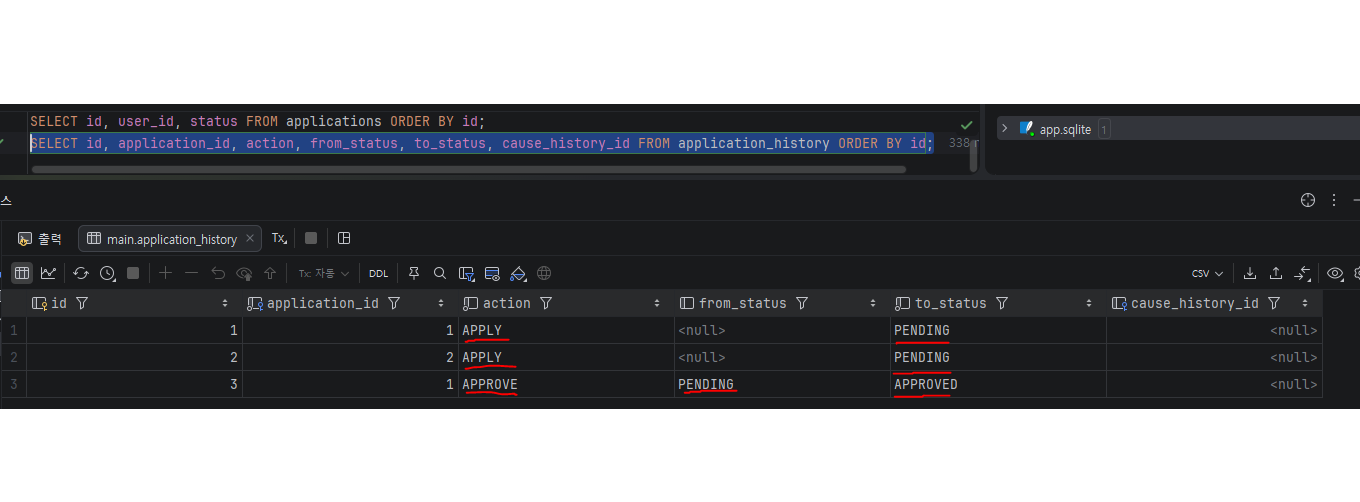 SELECT id, user_id, status FROM applications ORDER BY id;
SELECT id, application_id, action, from_status, to_status, cause_history_id FROM application_history ORDER BY id; 338
app.sqlite 1
스
출력 main.application_history × Tx
Tx: 자동 DDL CSV
id application_id action from_status to_status cause_history_id
1 1 1 APPLY <null> PENDING <null>
2 2 2 APPLY <null> PENDING <null>
3 3 1 APPROVE PENDING APPROVED <null>